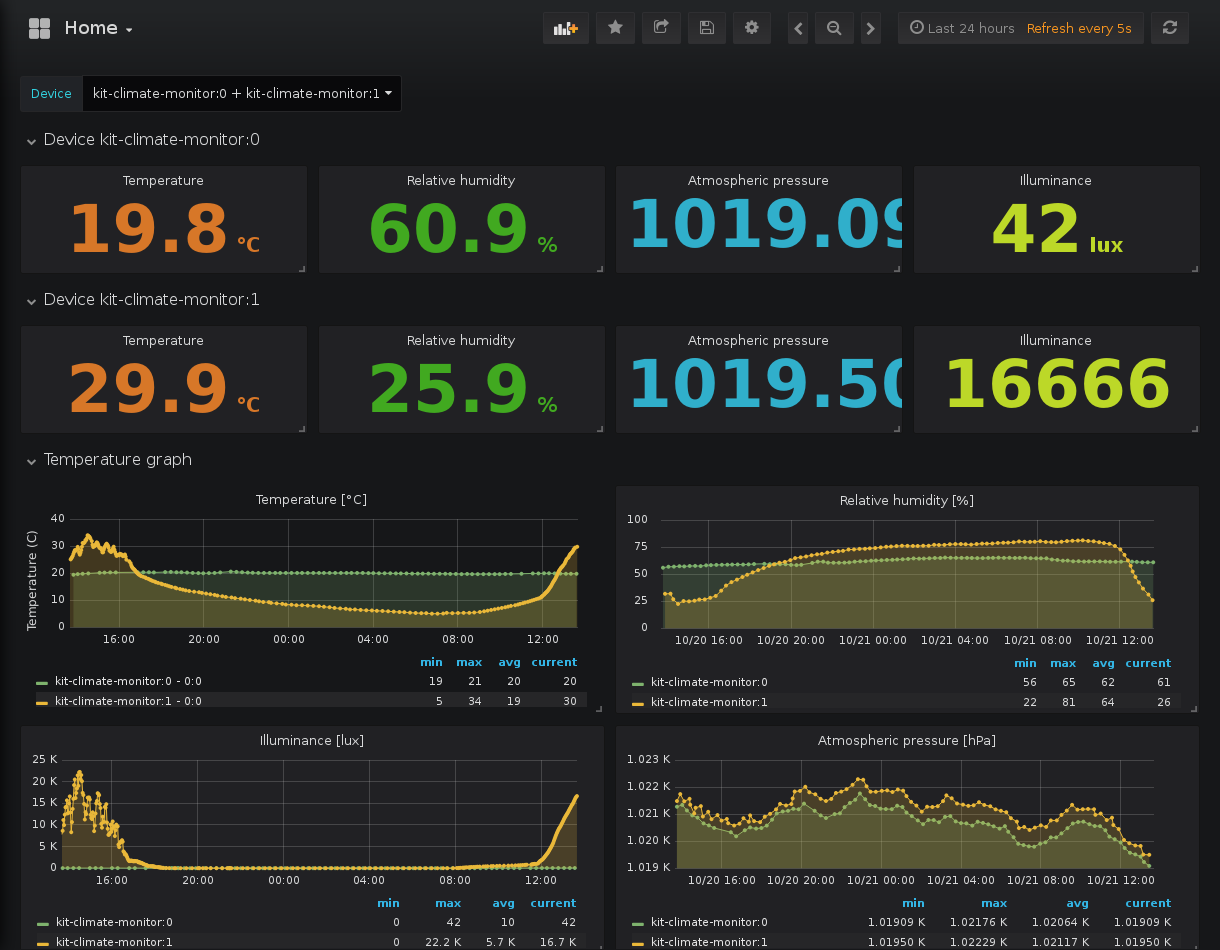 Home
Last 24 hours Refresh every 5s
Device kit-climate-monitor:0 + kit-climate-monitor:1
Device kit-climate-monitor:0
Temperature Relative humidity Atmospheric pressure Illuminance
19.8 °C 60.9 % 1019.09 42 lux
Device kit-climate-monitor:1
Temperature Relative humidity Atmospheric pressure Illuminance
29.9 °C 25.9 % 1019.50 16666
Temperature graph
Temperature [°C]
Temperature (C)
40
30
20
10
0
16:00 20:00 00:00 04:00 08:00 12:00
min max avg current
kit-climate-monitor:0 - 0:0 19 21 20 20
kit-climate-monitor:1 - 0:0 5 34 19 30
Relative humidity [%]
100
75
50
25
0
10/20 16:00 10/20 20:00 10/21 00:00 10/21 04:00 10/21 08:00 10/21 12:00
min max avg current
kit-climate-monitor:0 56 65 62 61
kit-climate-monitor:1 22 81 64 26
Illuminance [lux]
25 K
20 K
15 K
10 K
5 K
0
16:00 20:00 00:00 04:00 08:00 12:00
min max avg current
kit-climate-monitor:0 0 42 10 42
kit-climate-monitor:1 0 22.2 K 5.7 K 16.7 K
Atmospheric pressure [hPa]
1.023 K
1.022 K
1.021 K
1.020 K
1.019 K
10/20 16:00 10/20 20:00 10/21 00:00 10/21 04:00 10/21 08:00 10/21 12:00
min max avg current
kit-climate-monitor:0 1.01909 K 1.02176 K 1.02064 K 1.01909 K
kit-climate-monitor:1 1.01950 K 1.02229 K 1.02117 K 1.01950 K